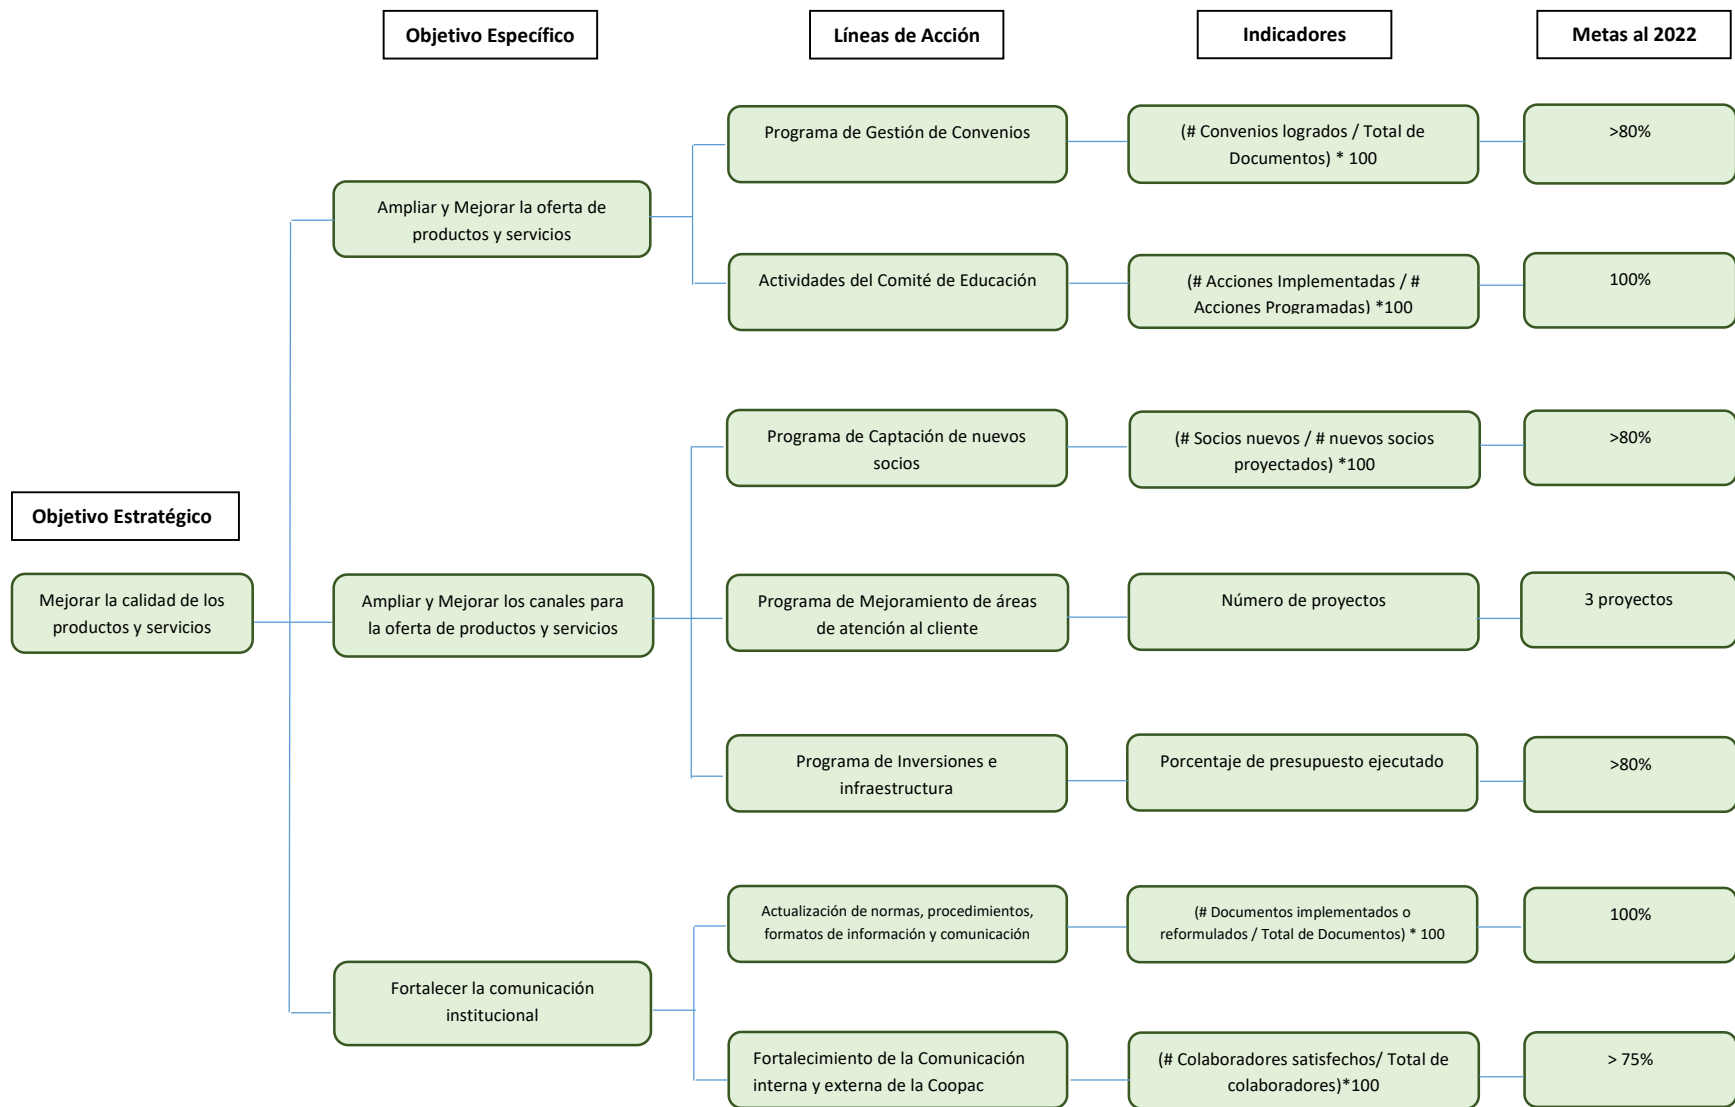 Objetivo Específico
Líneas de Acción
Indicadores
Metas al 2022
Programa de Gestión de Convenios
(# Convenios logrados / Total de
Documentos) * 100
>80%
Ampliar y Mejorar la oferta de
productos y servicios
Actividades del Comité de Educación
(# Acciones Implementadas / #
Acciones Programadas) *100
100%
Programa de Captación de nuevos
socios
(# Socios nuevos / # nuevos socios
proyectados) *100
>80%
Objetivo Estratégico
Mejorar la calidad de los
productos y servicios
Ampliar y Mejorar los canales para
la oferta de productos y servicios
Programa de Mejoramiento de áreas
de atención al cliente
Número de proyectos
3 proyectos
Programa de Inversiones e
infraestructura
Porcentaje de presupuesto ejecutado
>80%
Actualización de normas, procedimientos,
formatos de información y comunicación
(# Documentos implementados o
reformulados / Total de Documentos) * 100
100%
Fortalecer la comunicación
institucional
Fortalecimiento de la Comunicación
interna y externa de la Coopac
(# Colaboradores satisfechos/ Total de
colaboradores)*100
> 75%